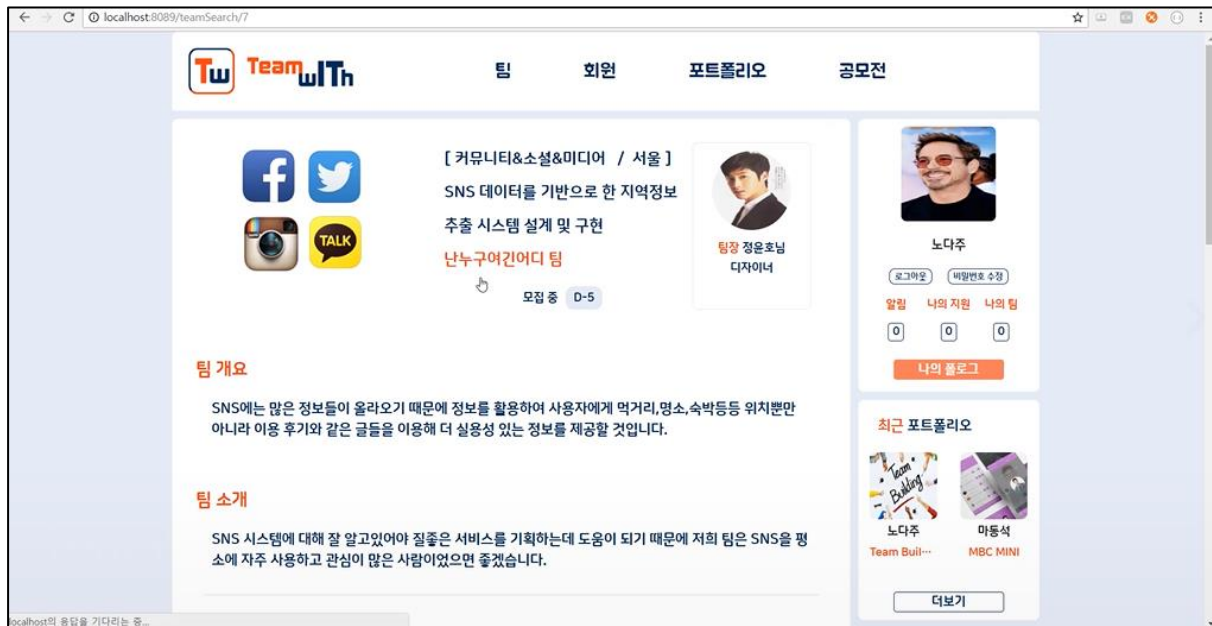 localhost:8089/teamSearch/7
Tw TeamwITh
팀 회원 포트폴리오 공모전
[ 커뮤니티&소셜&미디어 / 서울 ]
SNS 데이터를 기반으로 한 지역정보
추출 시스템 설계 및 구현
난누구여긴어디 팀
모집 중 D-5
TALK
팀장 정윤호님
디자이너
팀 개요
SNS에는 많은 정보들이 올라오기 때문에 정보를 활용하여 사용자에게 먹거리,명소,숙박등등 위치뿐만
아니라 이용 후기와 같은 글들을 이용해 더 실용성 있는 정보를 제공할 것입니다.
팀 소개
SNS 시스템에 대해 잘 알고있어야 질좋은 서비스를 기획하는데 도움이 되기 때문에 저희 팀은 SNS을 평
소에 자주 사용하고 관심이 많은 사람이었으면 좋겠습니다.
노다주
로그아웃 비밀번호 수정
알림 나의 지원 나의 팀
0 0 0
나의 폴로그
최근 포트폴리오
Team
Building
노다주 마동석
Team Buil··· MBC MINI
더보기
localhost의 응답을 기다리는 중...